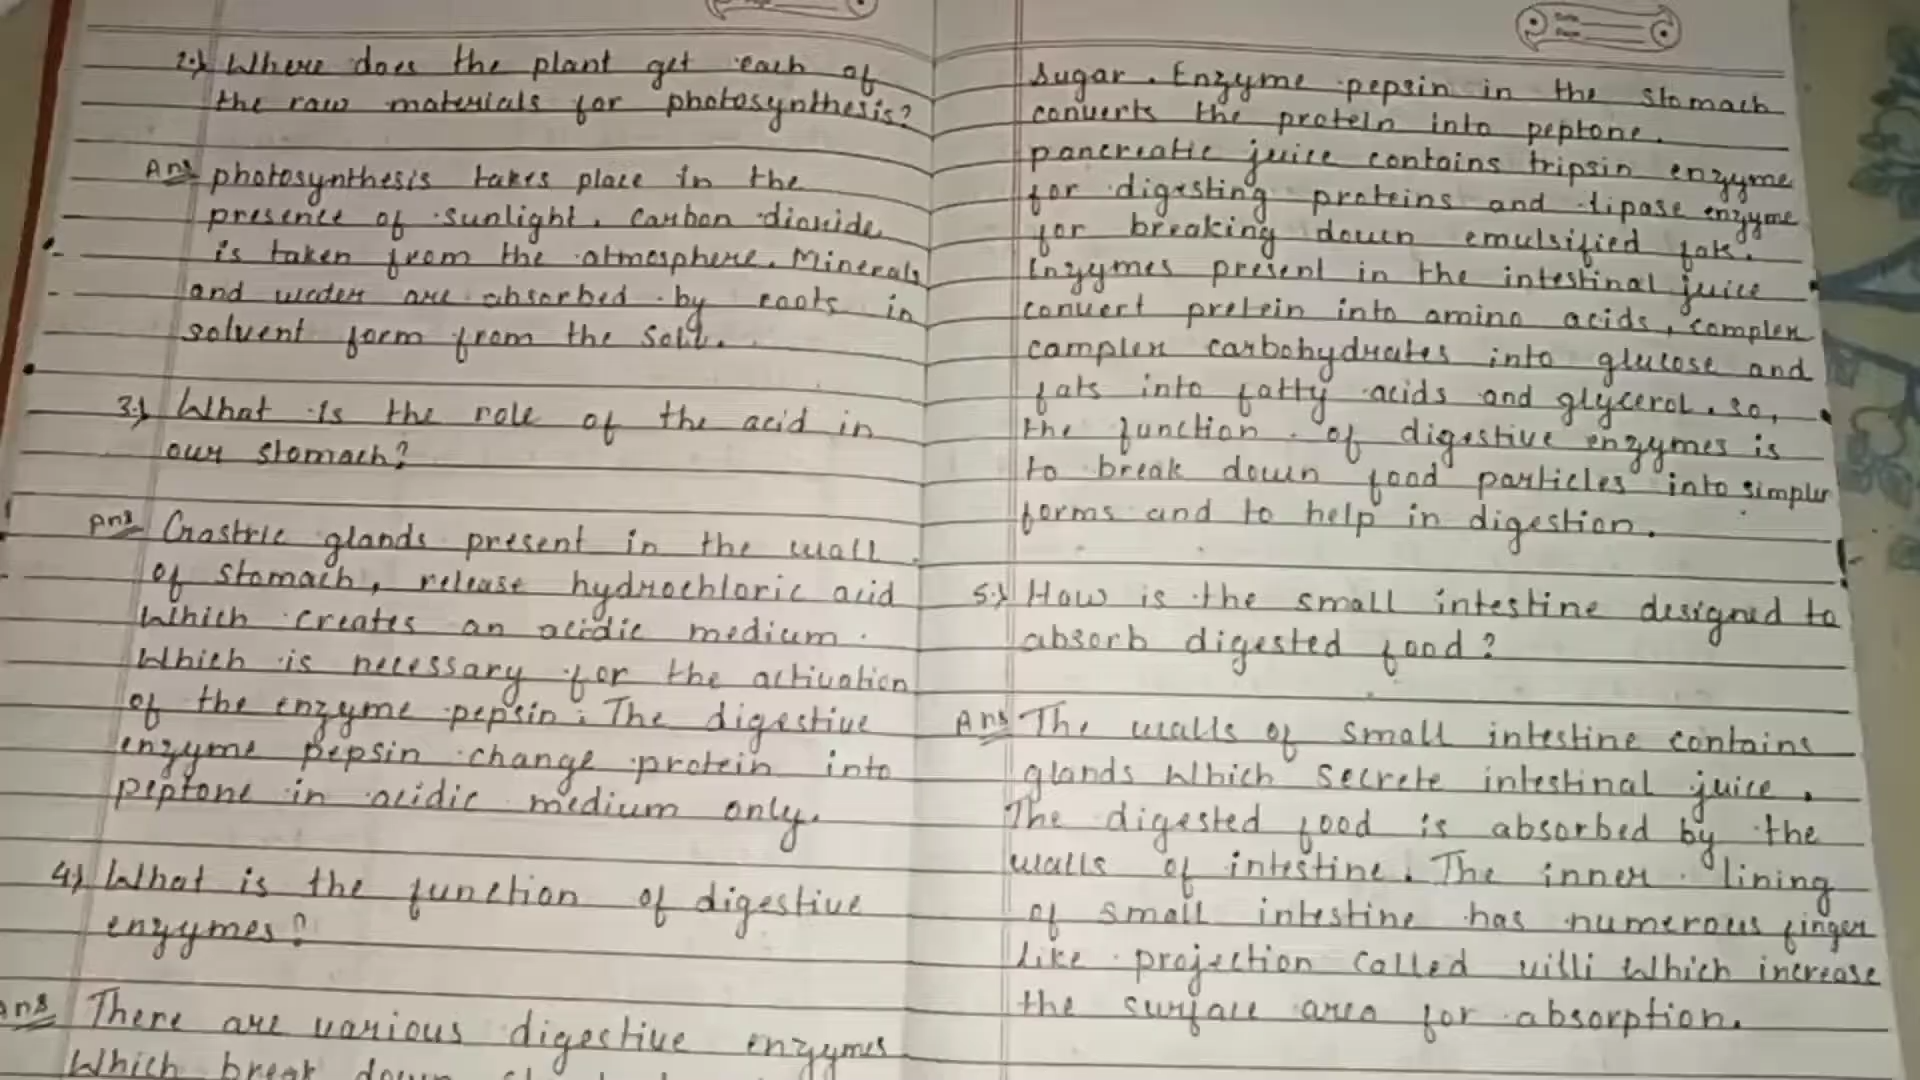 2.) Where does the plant get each of
the raw materials for photosynthesis?
Ans photosynthesis takes place in the
presence of sunlight. Carbon dioxide
is taken from the atmosphere. Minerals
and water are absorbed by roots in
solvent form from the soil.
3.) What is the role of the acid in
our stomach?
Ans Gastric glands present in the wall
of stomach, release hydrochloric acid
Which creates an acidic medium.
Which is necessary for the activation
of the enzyme pepsin. The digestive
enzyme pepsin change protein into
peptone in acidic medium only.
4.) What is the function of digestive
enzymes?
Ans There are various digestive enzymes
Which break down
Sugar. Enzyme pepsin in the stomach
converts the protein into peptone.
pancreatic juice contains tripsin enzyme
for digesting proteins and lipase enzyme
for breaking down emulsified fats.
Enzymes present in the intestinal juice
convert protein into amino acids, complex
complex carbohydrates into glucose and
fats into fatty acids and glycerol. so,
the function of digestive enzymes is
to break down food particles into simpler
forms and to help in digestion.
5.) How is the small intestine designed to
absorb digested food?
Ans The walls of small intestine contains
glands Which secrete intestinal juice.
The digested food is absorbed by the
walls of intestine. The inner lining
of small intestine has numerous finger
like projection called villi Which increase
the surface area for absorption.